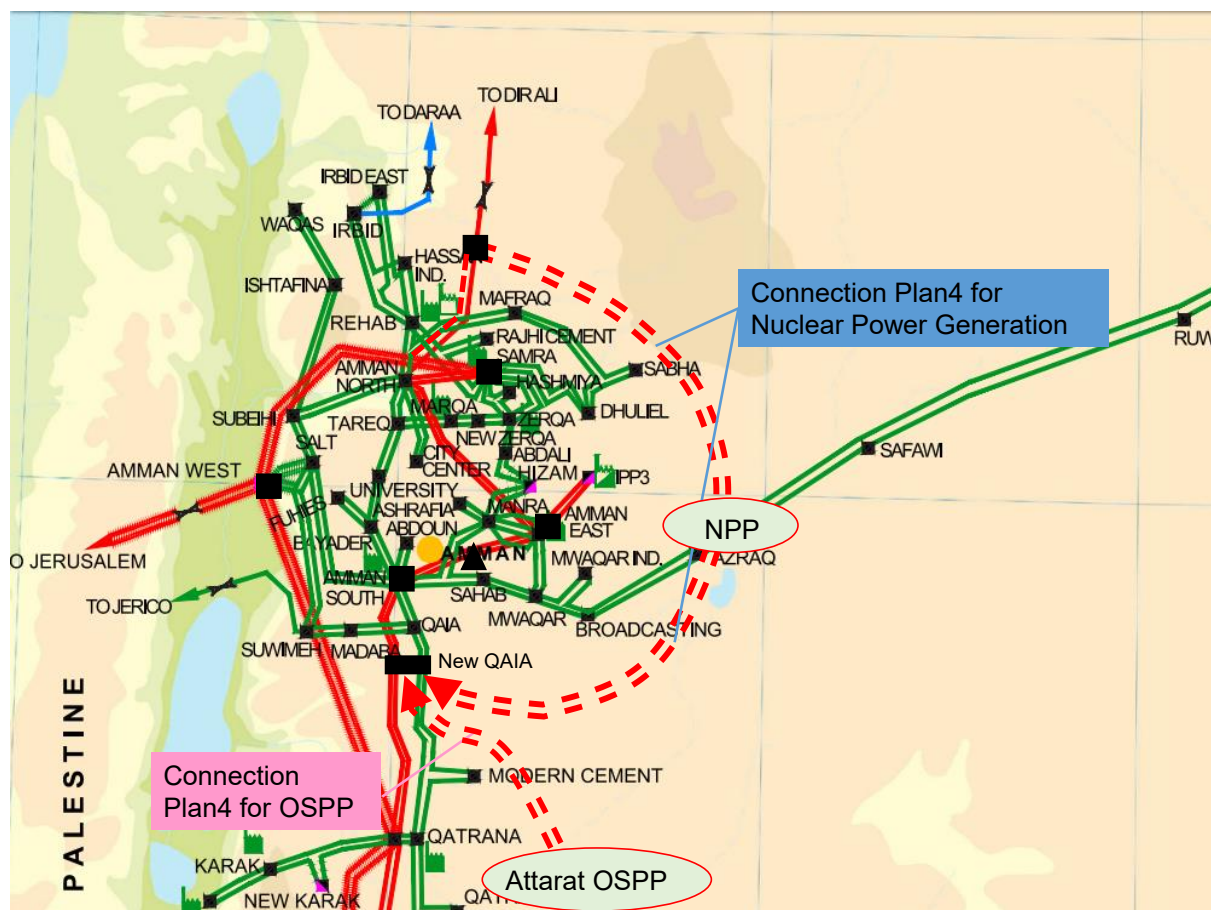 TO DIR ALI
TO DARAA
IRBID EAST
WAQAS
IRBID
HASSAN
IND.
ISHTAFINA
MAFRAQ
REHAB
RAJHI CEMENT
SAMRA
AMMAN
NORTH
HASHMIYA
SABHA
Connection Plan4 for
Nuclear Power Generation
RUW
SUBEIHI
MARQA
DHULIEL
TAREQ
ZERQA
NEW ZERQA
SALT
CITY
CENTER
ABDALI
SAFAWI
AMMAN WEST
HIZAM
IPP3
UNIVERSITY
FUHIES
ASHRAFIA
MANRA
AMMAN
EAST
NPP
ABDOUN
BAYADER
AMMAN
MWAQAR IND.
AZRAQ
O JERUSALEM
AMMAN
SOUTH
SAHAB
TO JERICO
MWAQAR
BROADCASTING
QAIA
SUWIMEH
MADABA
New QAIA
PALESTINE
Connection
Plan4 for OSPP
MODERN CEMENT
QATRANA
KARAK
Attarat OSPP
NEW KARAK